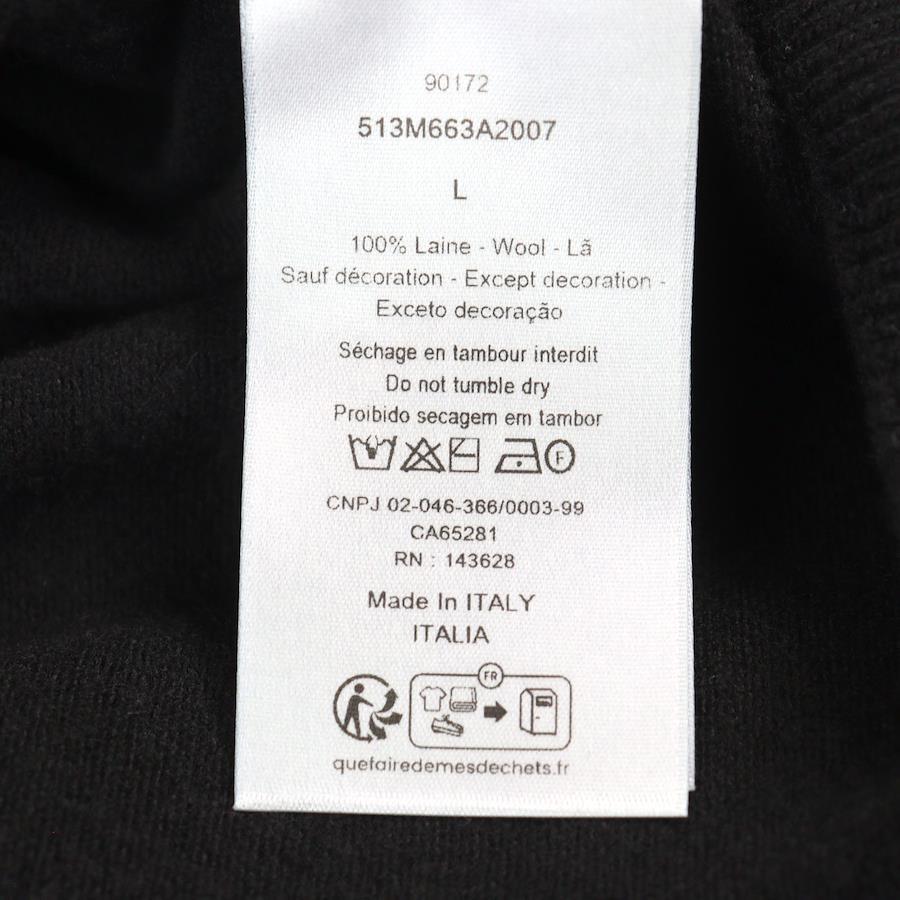 90172
513M663A2007
L
100% Laine - Wool - Lã
Sauf décoration - Except decoration -
Exceto decoração
Séchage en tambour interdit
Do not tumble dry
Proibido secagem em tambor
F
CNPJ 02-046-366/0003-99
CA65281
RN : 143628
Made In ITALY
ITALIA
FR
quefairedemesdechets.fr